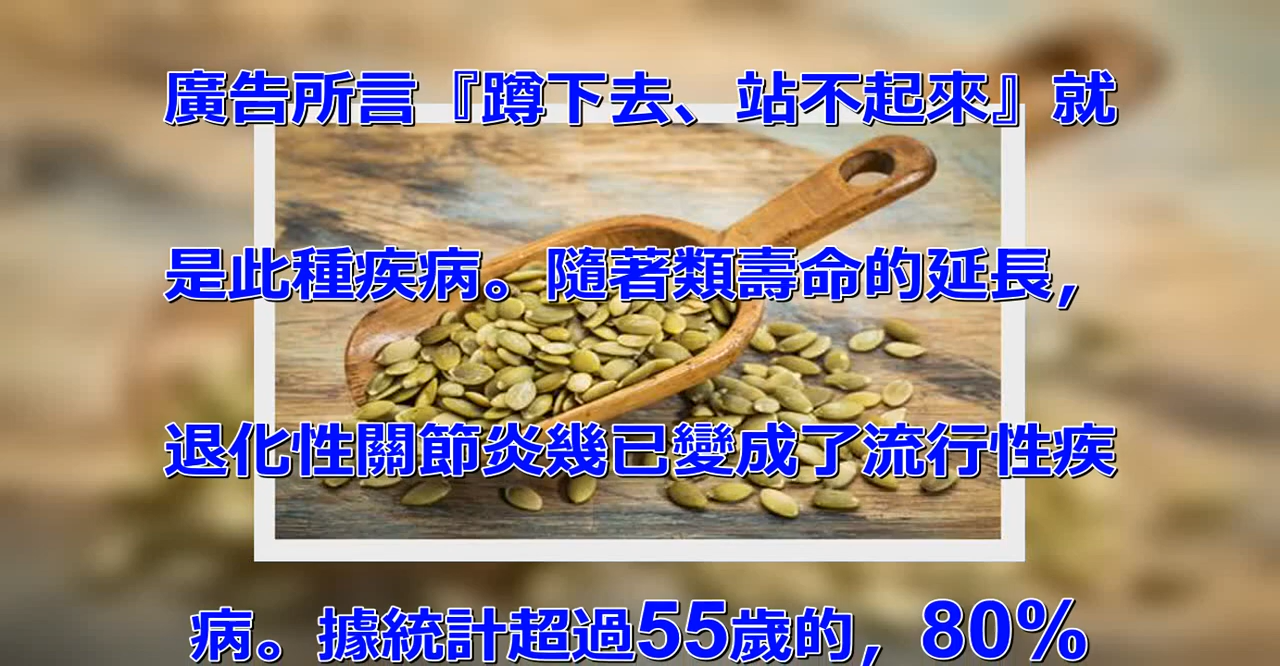 廣告所言『蹲下去、站不起來』就
是此種疾病。隨著類壽命的延長，
退化性關節炎幾已變成了流行性疾
病。據統計超過55歲的，80%